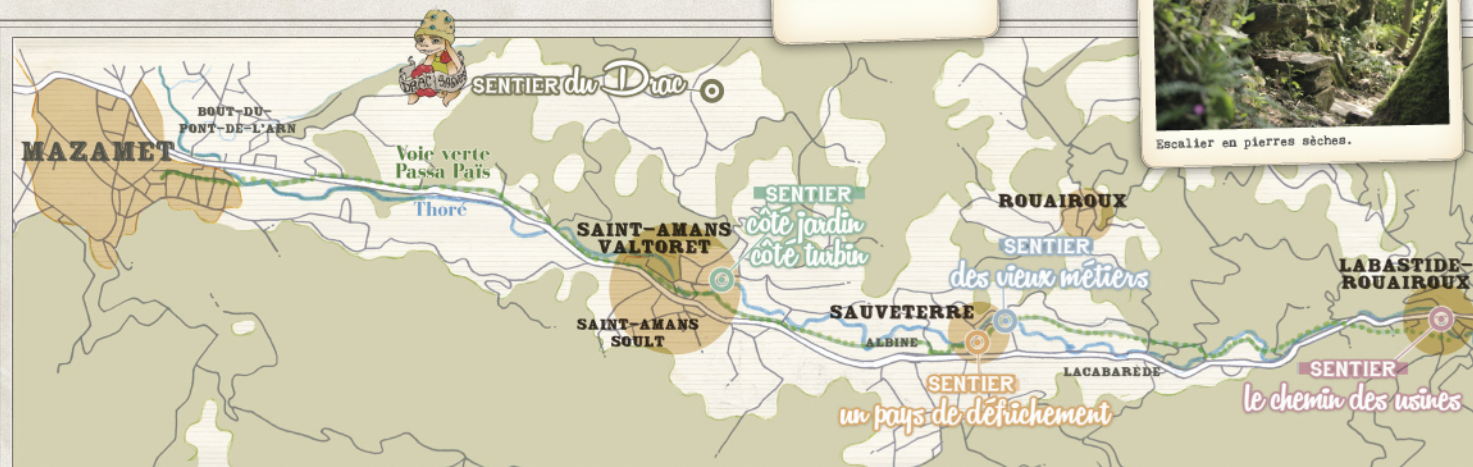 DRAC SADIS
SENTIER du Drac
BOUT-DU-
PONT-DE-L'ARN
MAZAMET
Escalier en pierres sèches.
Voie verte
Passa Païs
Thoré
SENTIER
côté jardin
côté turbin
SAINT-AMANS
VALTORET
SAINT-AMANS
SOULT
ROUAIROUX
SENTIER
des vieux métiers
SAUVETERRE
ALBINE
LACABARÈDE
SENTIER
un pays de défrichement
LABASTIDE-
ROUAIROUX
SENTIER
le chemin des usines